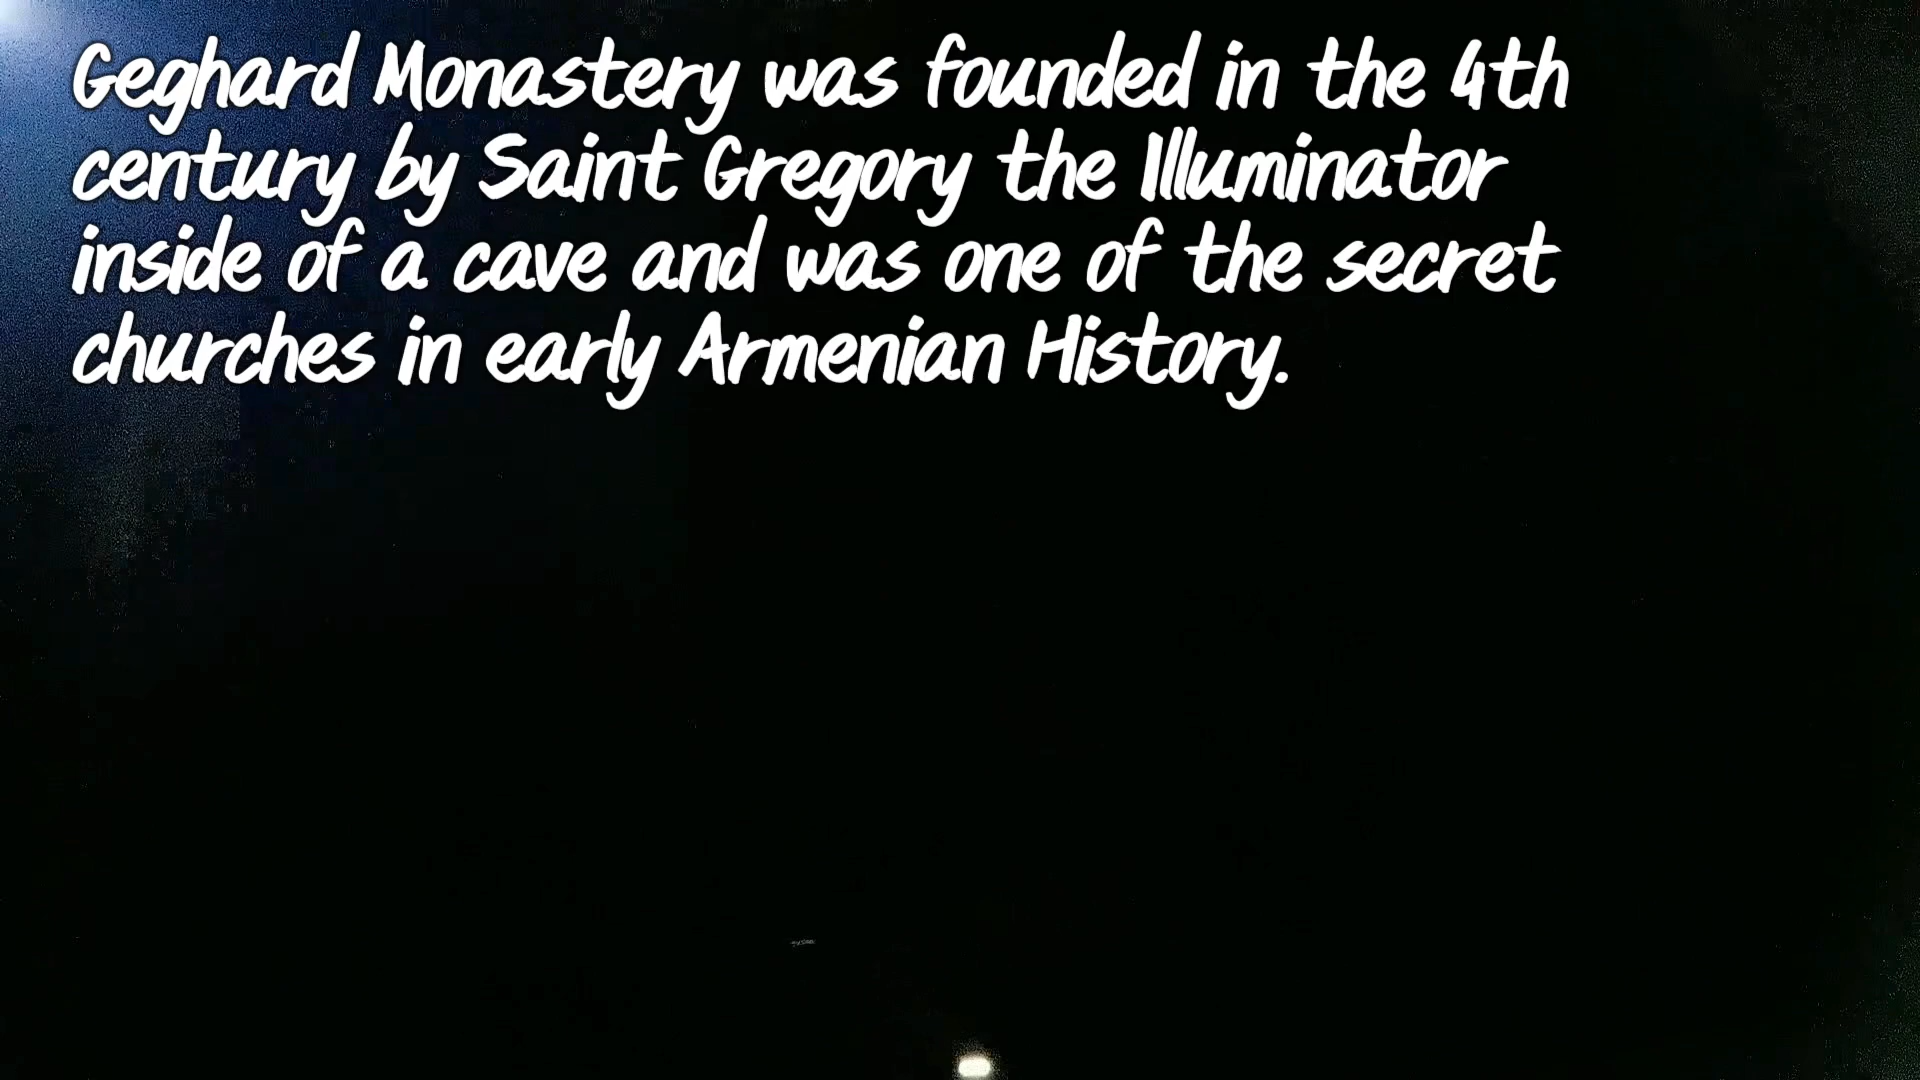 Geghard Monastery was founded in the 4th
century by Saint Gregory the Illuminator
inside of a cave and was one of the secret
churches in early Armenian History.